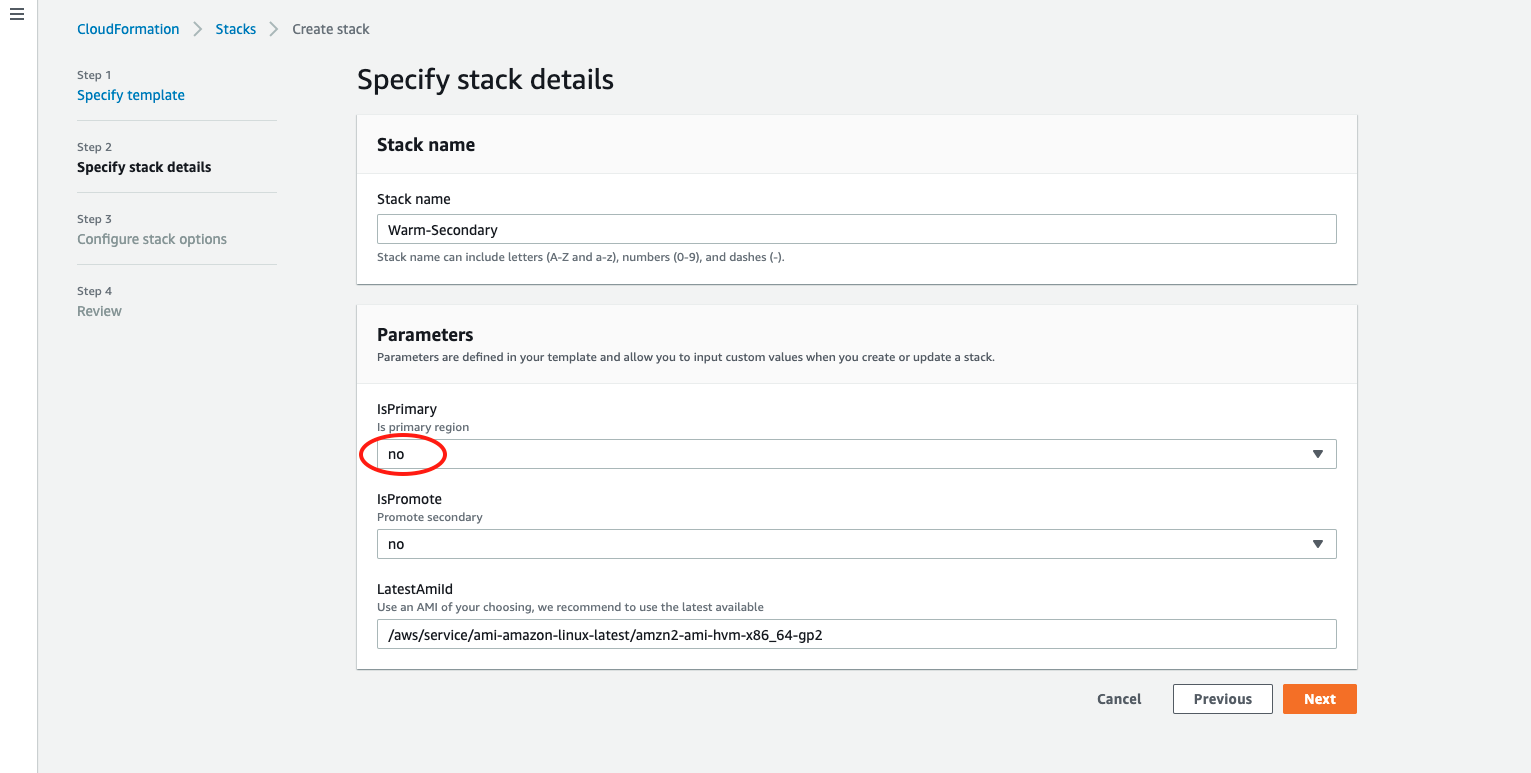 CloudFormation > Stacks > Create stack
Step 1
Specify template
Step 2
Specify stack details
Step 3
Configure stack options
Step 4
Review
Specify stack details
Stack name
Stack name
Warm-Secondary
Stack name can include letters (A-Z and a-z), numbers (0-9), and dashes (-).
Parameters
Parameters are defined in your template and allow you to input custom values when you create or update a stack.
IsPrimary
Is primary region
no
IsPromote
Promote secondary
no
LatestAmiId
Use an AMI of your choosing, we recommend to use the latest available
/aws/service/ami-amazon-linux-latest/amzn2-ami-hvm-x86_64-gp2
Cancel Previous Next